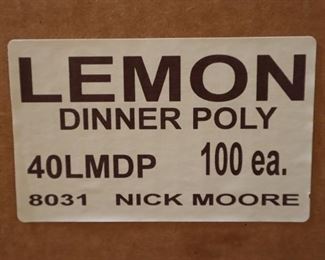 LEMON
DINNER POLY
40LMDP 100 ea.
8031 NICK MOORE